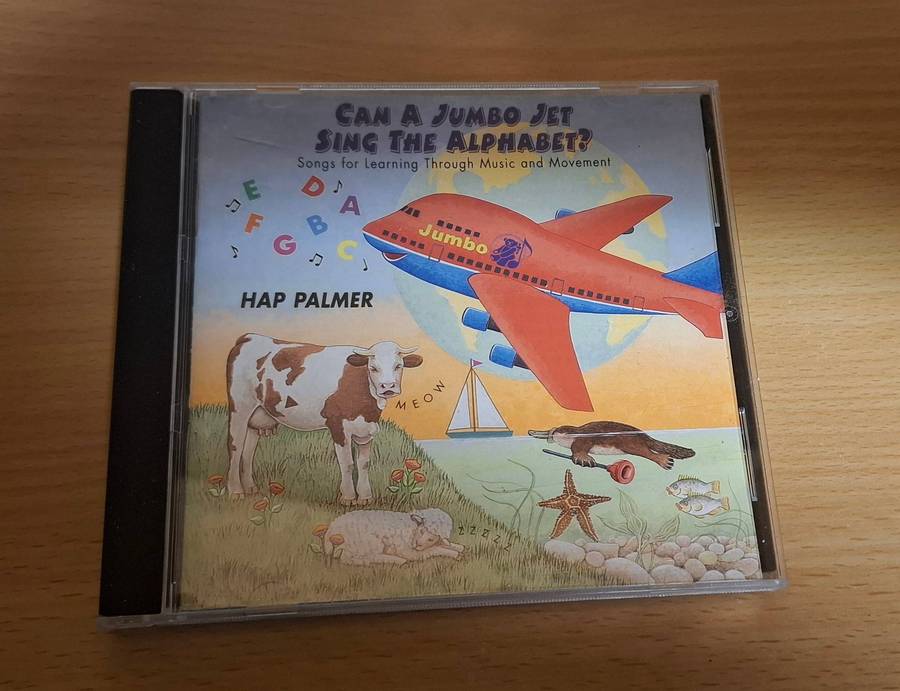 CAN A JUMBO JET
SING THE ALPHABET?
Songs for Learning Through Music and Movement
E D A
F G B C
Jumbo
HAP PALMER
MEOW
ZZZZZ